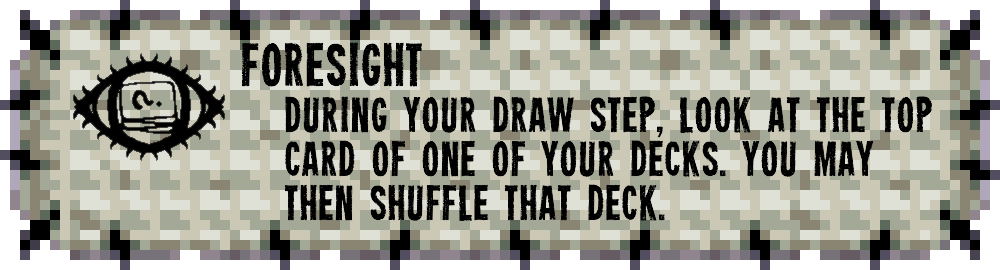 FORESIGHT
DURING YOUR DRAW STEP, LOOK AT THE TOP
CARD OF ONE OF YOUR DECKS. YOU MAY
THEN SHUFFLE THAT DECK.
?